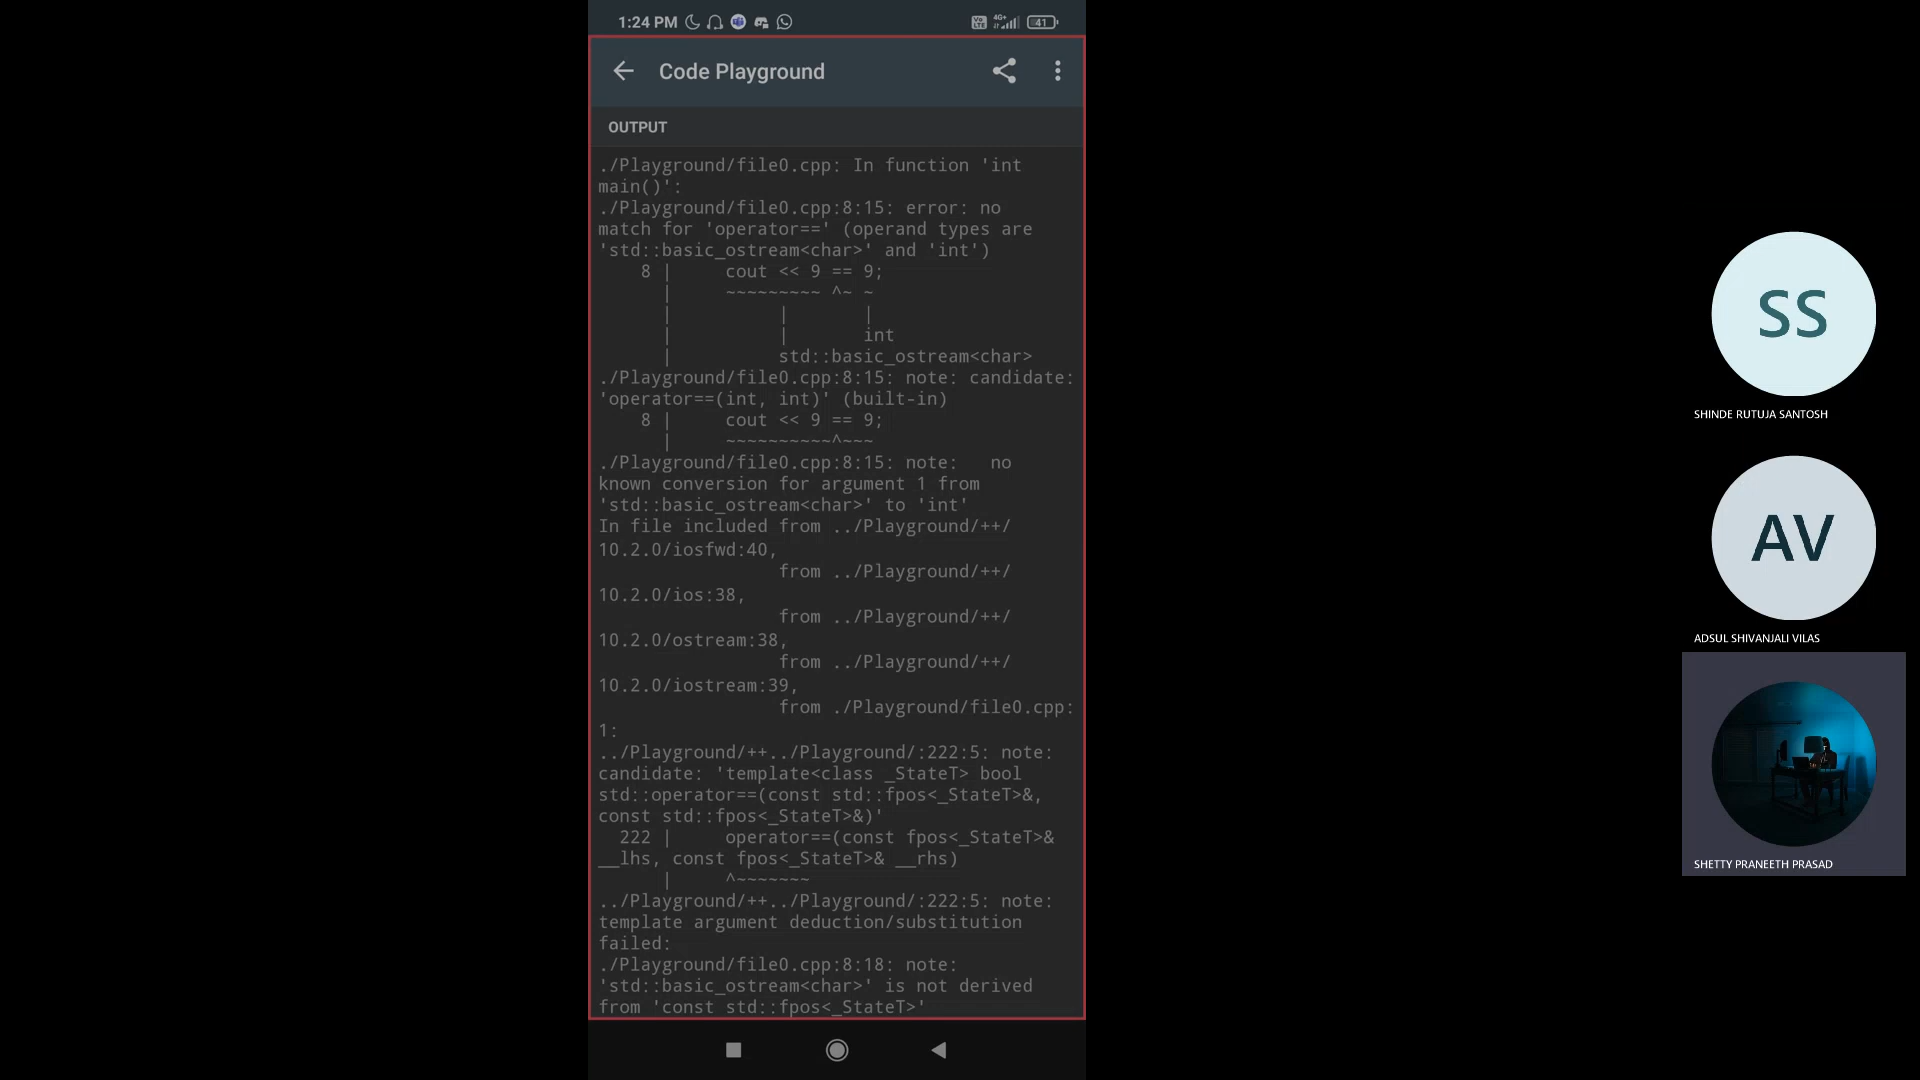 1:24 PM
Vo
LTE
4G+
41
Code Playground
OUTPUT
./Playground/file0.cpp: In function 'int
main()':
./Playground/file0.cpp:8:15: error: no
match for 'operator==' (operand types are
'std::basic_ostream<char>' and 'int')
    8 |     cout << 9 == 9;
      |     ~~~~~~~~~ ^~ ~
      |          |       |
      |          |       int
      |          std::basic_ostream<char>
./Playground/file0.cpp:8:15: note: candidate:
'operator==(int, int)' (built-in)
    8 |     cout << 9 == 9;
      |     ~~~~~~~~~~^~~~
./Playground/file0.cpp:8:15: note:   no
known conversion for argument 1 from
'std::basic_ostream<char>' to 'int'
In file included from ../Playground/++/
10.2.0/iosfwd:40,
                 from ../Playground/++/
10.2.0/ios:38,
                 from ../Playground/++/
10.2.0/ostream:38,
                 from ../Playground/++/
10.2.0/iostream:39,
                 from ./Playground/file0.cpp:
1:
../Playground/++../Playground/:222:5: note:
candidate: 'template<class _StateT> bool
std::operator==(const std::fpos<_StateT>&,
const std::fpos<_StateT>&)'
  222 |     operator==(const fpos<_StateT>&
__lhs, const fpos<_StateT>& __rhs)
      |     ^~~~~~~~
../Playground/++../Playground/:222:5: note:
template argument deduction/substitution
failed:
./Playground/file0.cpp:8:18: note:
'std::basic_ostream<char>' is not derived
from 'const std::fpos<_StateT>'
SS
SHINDE RUTUJA SANTOSH
AV
ADSUL SHIVANJALI VILAS
SHETTY PRANEETH PRASAD